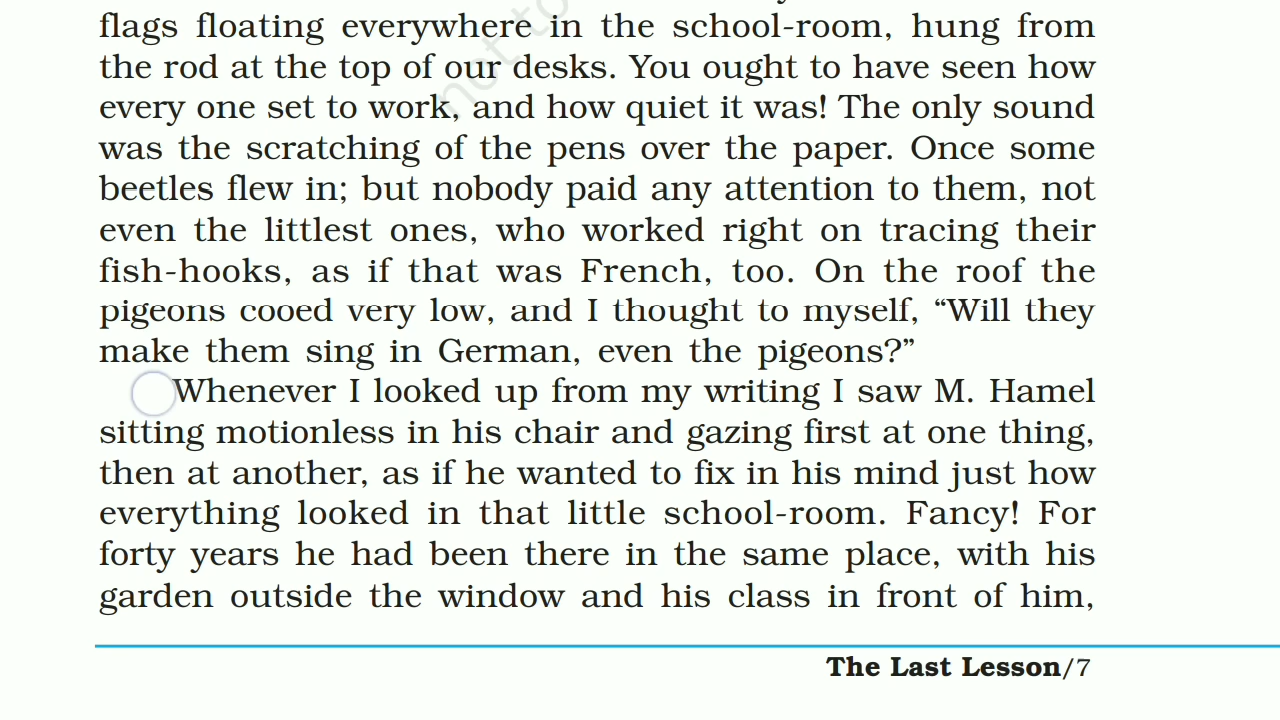 flags floating everywhere in the school-room, hung from
the rod at the top of our desks. You ought to have seen how
every one set to work, and how quiet it was! The only sound
was the scratching of the pens over the paper. Once some
beetles flew in; but nobody paid any attention to them, not
even the littlest ones, who worked right on tracing their
fish-hooks, as if that was French, too. On the roof the
pigeons cooed very low, and I thought to myself, “Will they
make them sing in German, even the pigeons?”
Whenever I looked up from my writing I saw M. Hamel
sitting motionless in his chair and gazing first at one thing,
then at another, as if he wanted to fix in his mind just how
everything looked in that little school-room. Fancy! For
forty years he had been there in the same place, with his
garden outside the window and his class in front of him,
The Last Lesson/7
not to